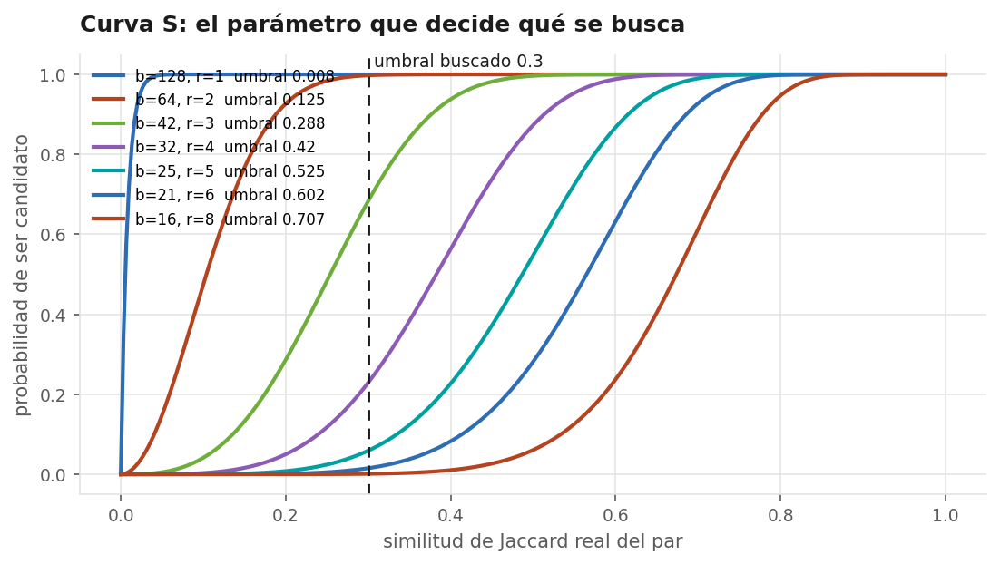 Curva S: el parámetro que decide qué se busca
umbral buscado 0.3
b=128, r=1 umbral 0.008
b=64, r=2 umbral 0.125
b=42, r=3 umbral 0.288
b=32, r=4 umbral 0.42
b=25, r=5 umbral 0.525
b=21, r=6 umbral 0.602
b=16, r=8 umbral 0.707
probabilidad de ser candidato
1.0
0.8
0.6
0.4
0.2
0.0
0.0 0.2 0.4 0.6 0.8 1.0
similitud de Jaccard real del par